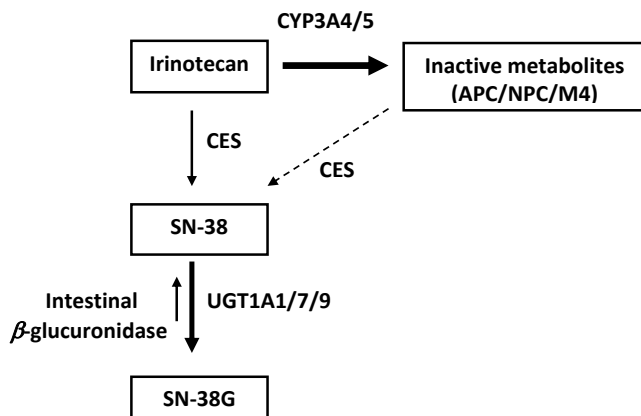 CYP3A4/5
Irinotecan
Inactive metabolites
(APC/NPC/M4)
CES
CES
SN-38
Intestinal
β-glucuronidase
UGT1A1/7/9
SN-38G